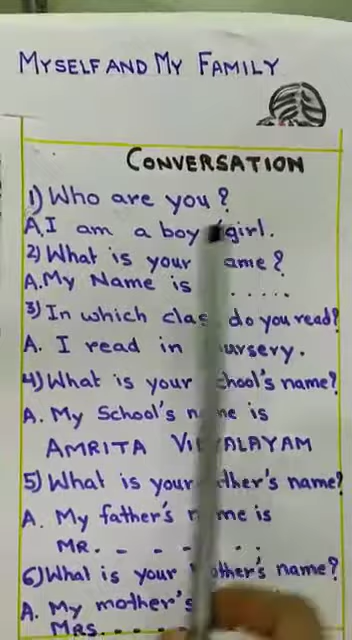 MYSELF AND MY FAMILY
CONVERSATION
1) Who are you?
A. I am a boy girl.
2) What is your ame?
A. My Name is . . . . .
3) In which clas do you read?
A. I read in ursery.
4) What is your chool's name?
A. My School's n me is
AMRITA VI YALAYAM
5) What is your ther's name?
A. My father's n me is
MR. - - - - -
6) What is your other's name?
A. My mother's
MRS. - - - -